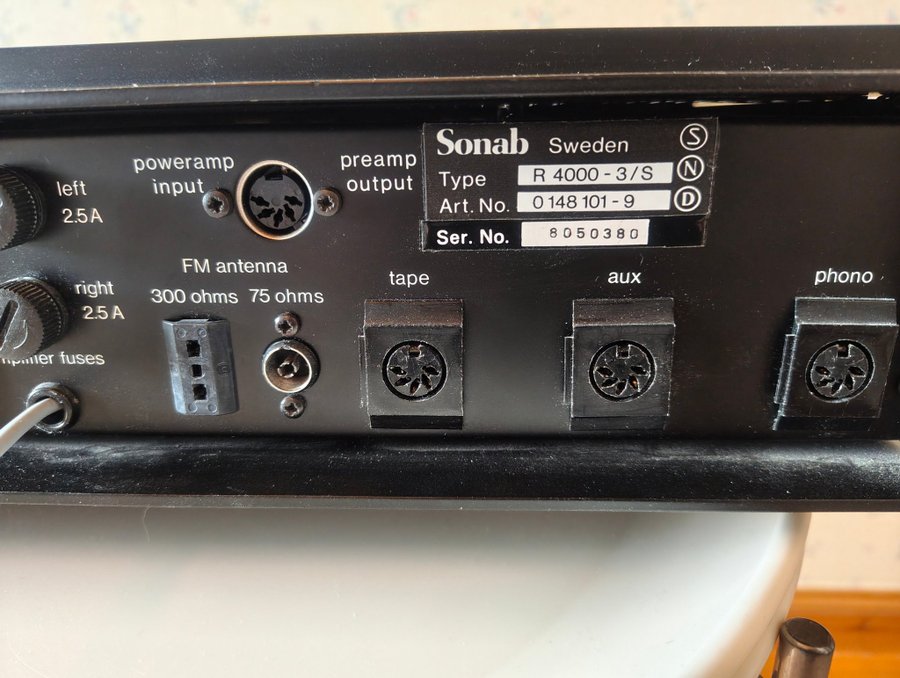 poweramp
input
preamp
output
Sonab Sweden
S
Type R 4000 - 3/S
N
Art. No. 0 148 101 - 9
D
Ser. No. 8050380
left
2.5 A
right
2.5 A
fuses
FM antenna
300 ohms 75 ohms
tape
aux
phono